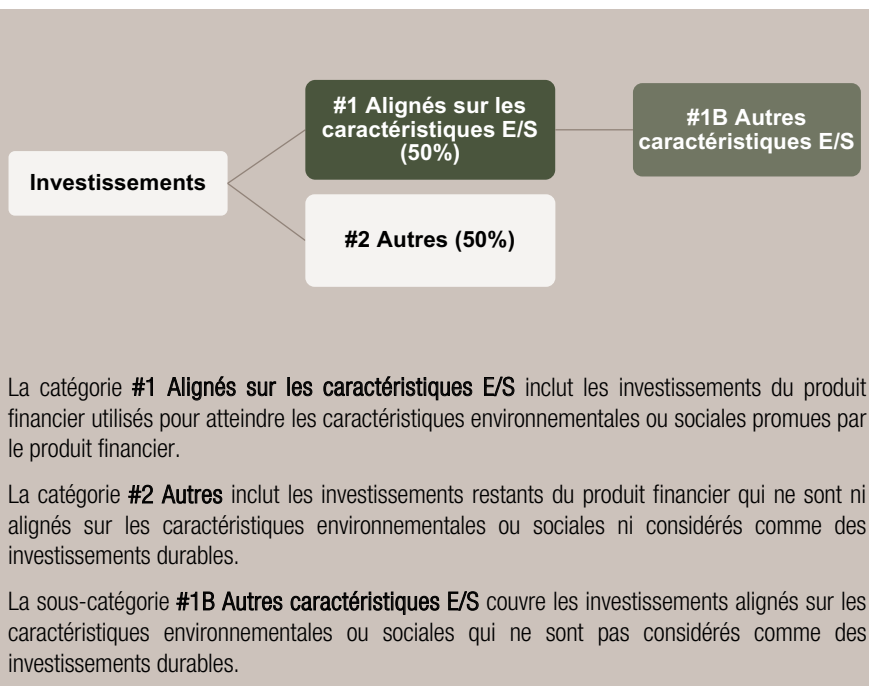 #1 Alignés sur les
caractéristiques E/S
(50%)
#1B Autres
caractéristiques E/S
Investissements
#2 Autres (50%)
La catégorie #1 Alignés sur les caractéristiques E/S inclut les investissements du produit
financier utilisés pour atteindre les caractéristiques environnementales ou sociales promues par
le produit financier.
La catégorie #2 Autres inclut les investissements restants du produit financier qui ne sont ni
alignés sur les caractéristiques environnementales ou sociales ni considérés comme des
investissements durables.
La sous-catégorie #1B Autres caractéristiques E/S couvre les investissements alignés sur les
caractéristiques environnementales ou sociales qui ne sont pas considérés comme des
investissements durables.